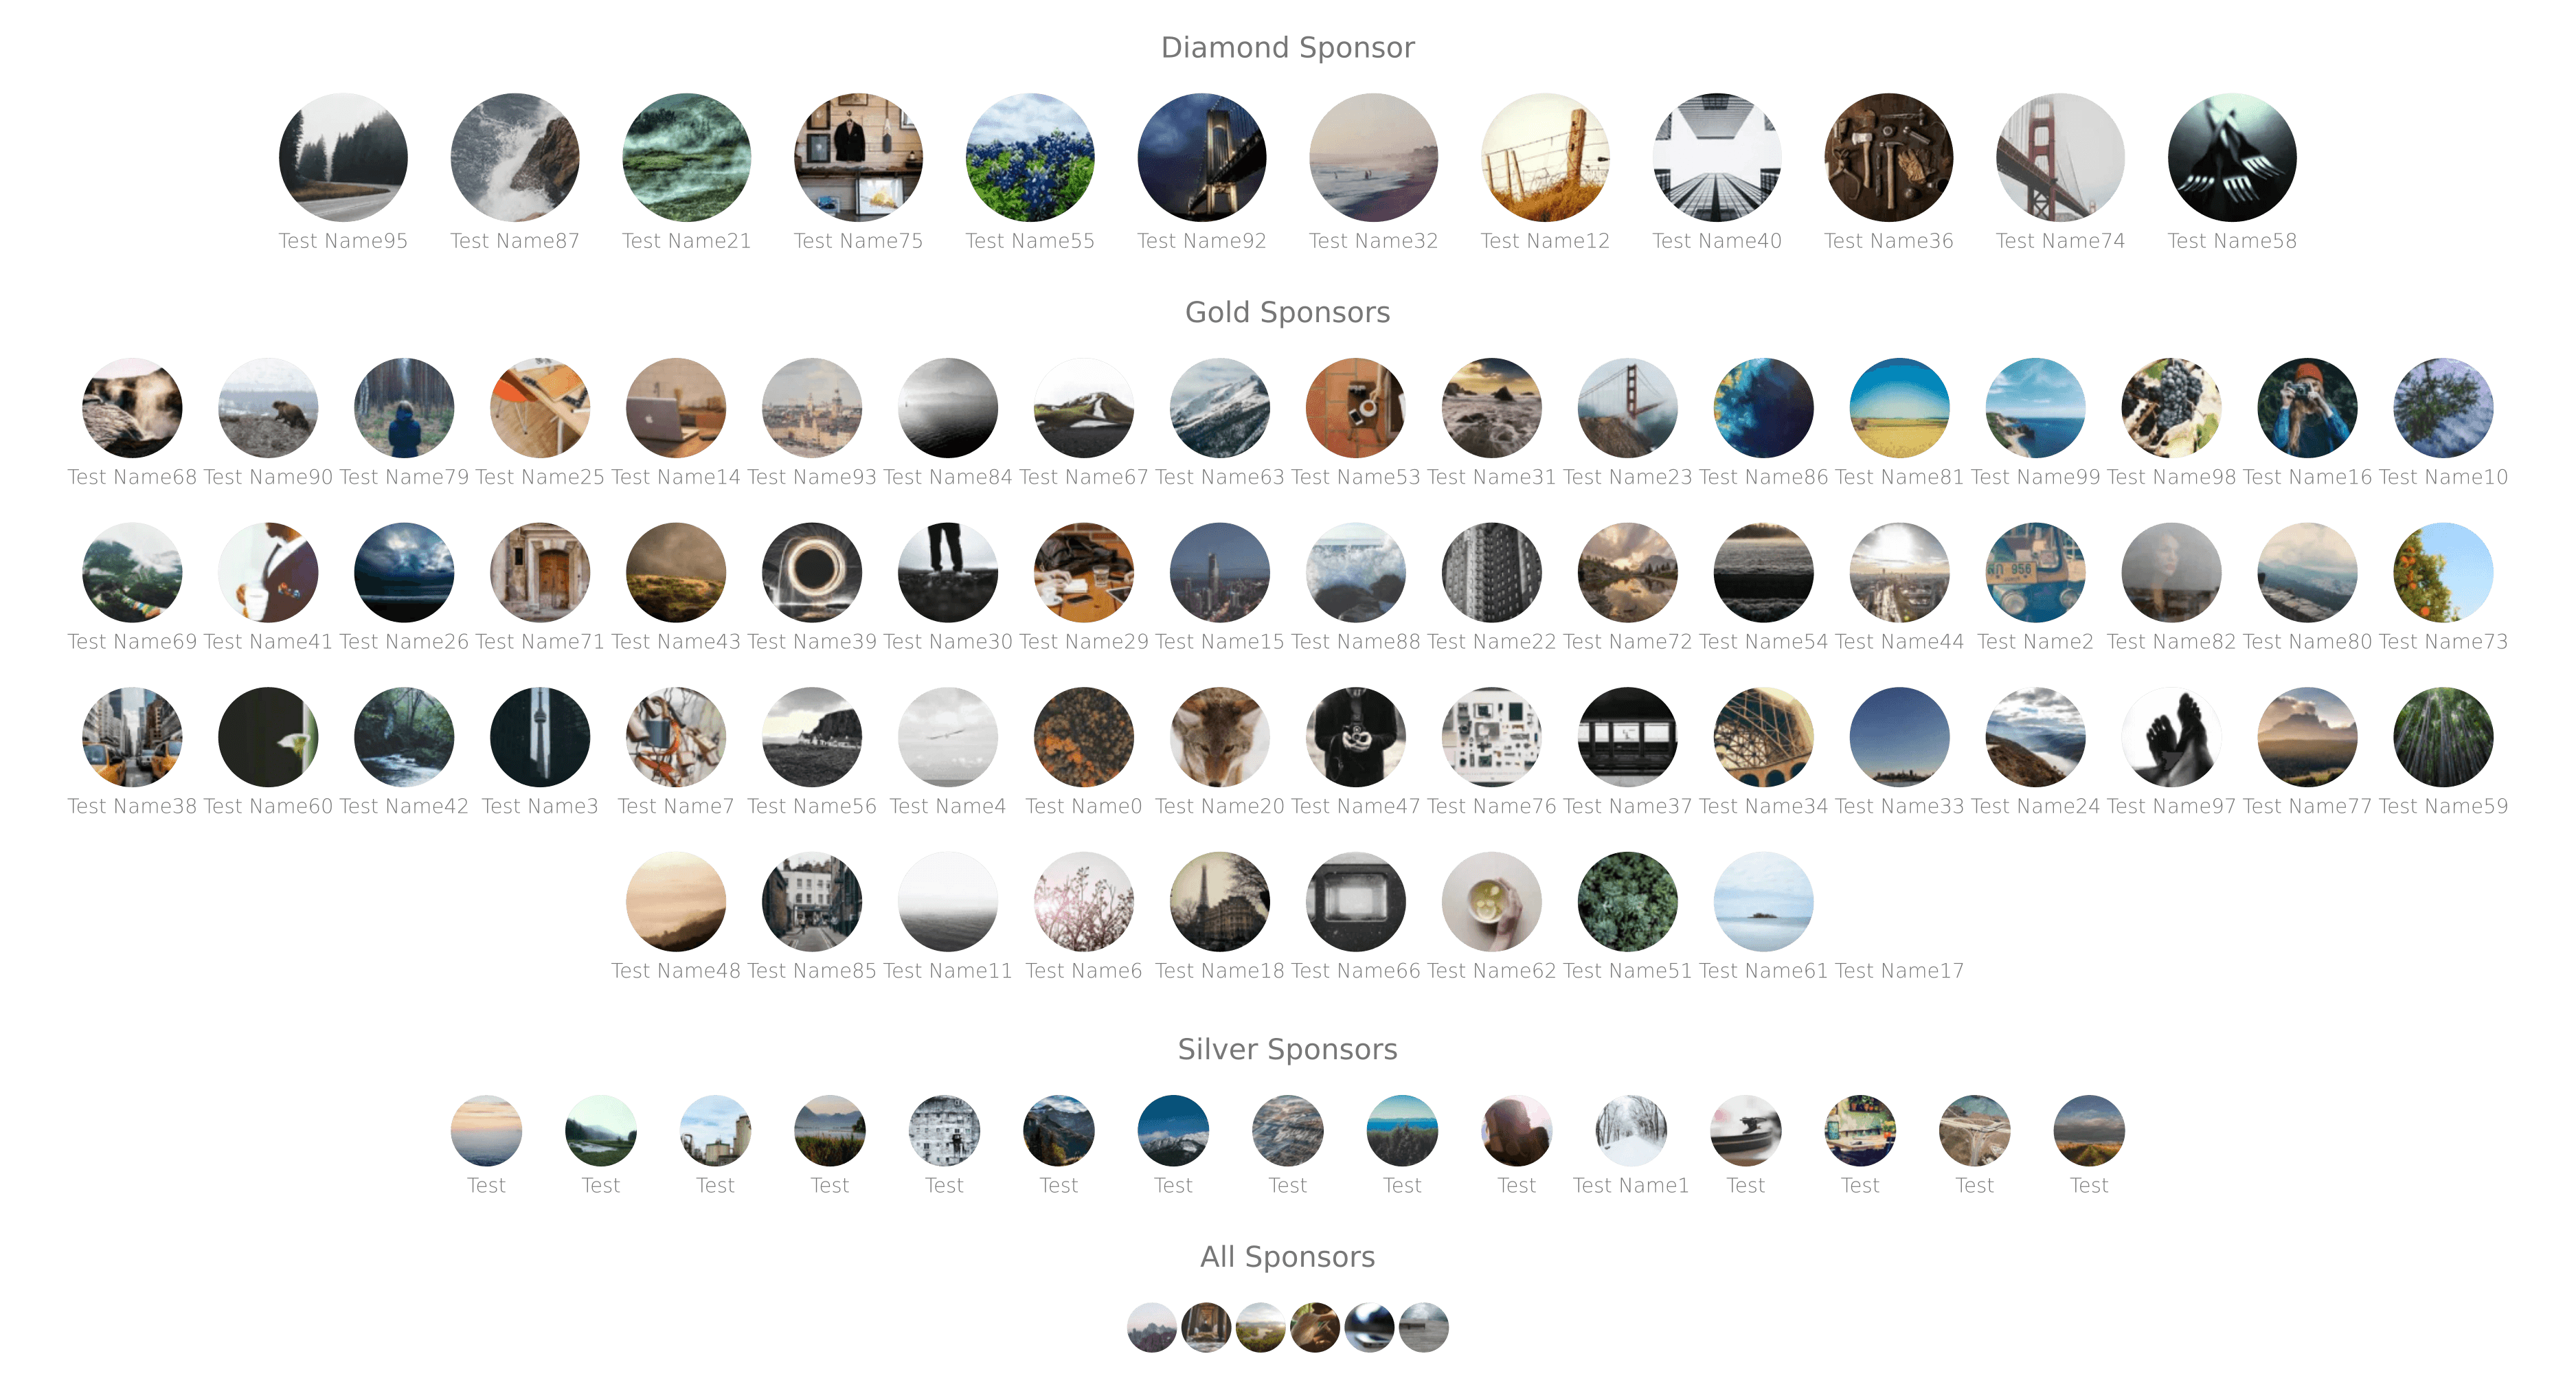 Diamond Sponsor
Test Name95 Test Name87 Test Name21 Test Name75 Test Name55 Test Name92 Test Name32 Test Name12 Test Name40 Test Name36 Test Name74 Test Name58
Gold Sponsors
Test Name68 Test Name90 Test Name79 Test Name25 Test Name14 Test Name93 Test Name84 Test Name67 Test Name63 Test Name53 Test Name31 Test Name23 Test Name86 Test Name81 Test Name99 Test Name98 Test Name16 Test Name10
Test Name69 Test Name41 Test Name26 Test Name71 Test Name43 Test Name39 Test Name30 Test Name29 Test Name15 Test Name88 Test Name22 Test Name72 Test Name54 Test Name44 Test Name2 Test Name82 Test Name80 Test Name73
Test Name38 Test Name60 Test Name42 Test Name3 Test Name7 Test Name56 Test Name4 Test Name0 Test Name20 Test Name47 Test Name76 Test Name37 Test Name34 Test Name33 Test Name24 Test Name97 Test Name77 Test Name59
Test Name48 Test Name85 Test Name11 Test Name6 Test Name18 Test Name66 Test Name62 Test Name51 Test Name61 Test Name17
Silver Sponsors
Test Test Test Test Test Test Test Test Test Test Test Name1 Test Test Test Test
All Sponsors